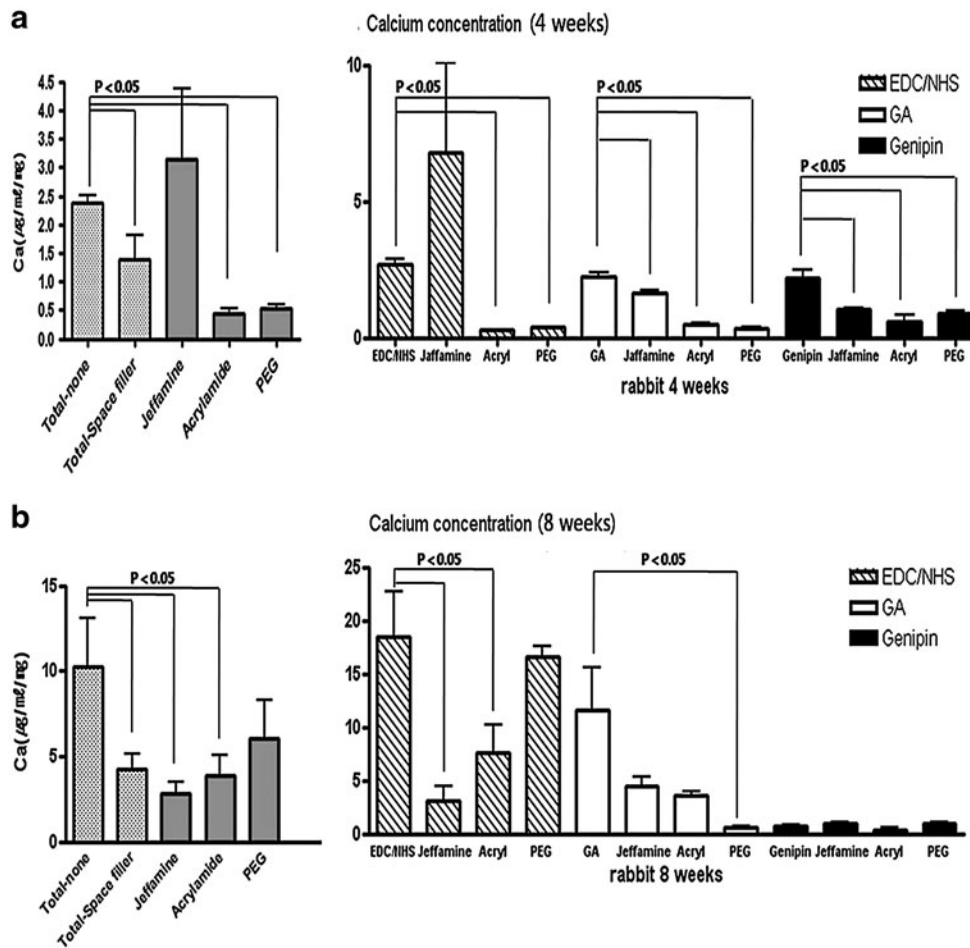 a
Calcium concentration (4 weeks)
Ca(㎍/㎖/mg)
4.5
4.0
3.5
3.0
2.5
2.0
1.5
1.0
0.5
0.0
P < 0.05
Total-none
Total-Space filler
Jeffamine
Acrylamide
PEG
10
5
0
P < 0.05
P < 0.05
P < 0.05
EDC/NHS
GA
Genipin
EDC/NHS Jaffamine Acryl PEG GA Jaffamine Acryl PEG Genipin Jaffamine Acryl PEG
rabbit 4 weeks
b
Calcium concentration (8 weeks)
Ca(㎍/㎖/mg)
15
10
5
0
P < 0.05
Total-none
Total-Space filler
Jeffamine
Acrylamide
PEG
25
20
15
10
5
0
P < 0.05
P < 0.05
EDC/NHS
GA
Genipin
EDC/NHS Jeffamine Acryl PEG GA Jeffamine Acryl PEG Genipin Jeffamine Acryl PEG
rabbit 8 weeks